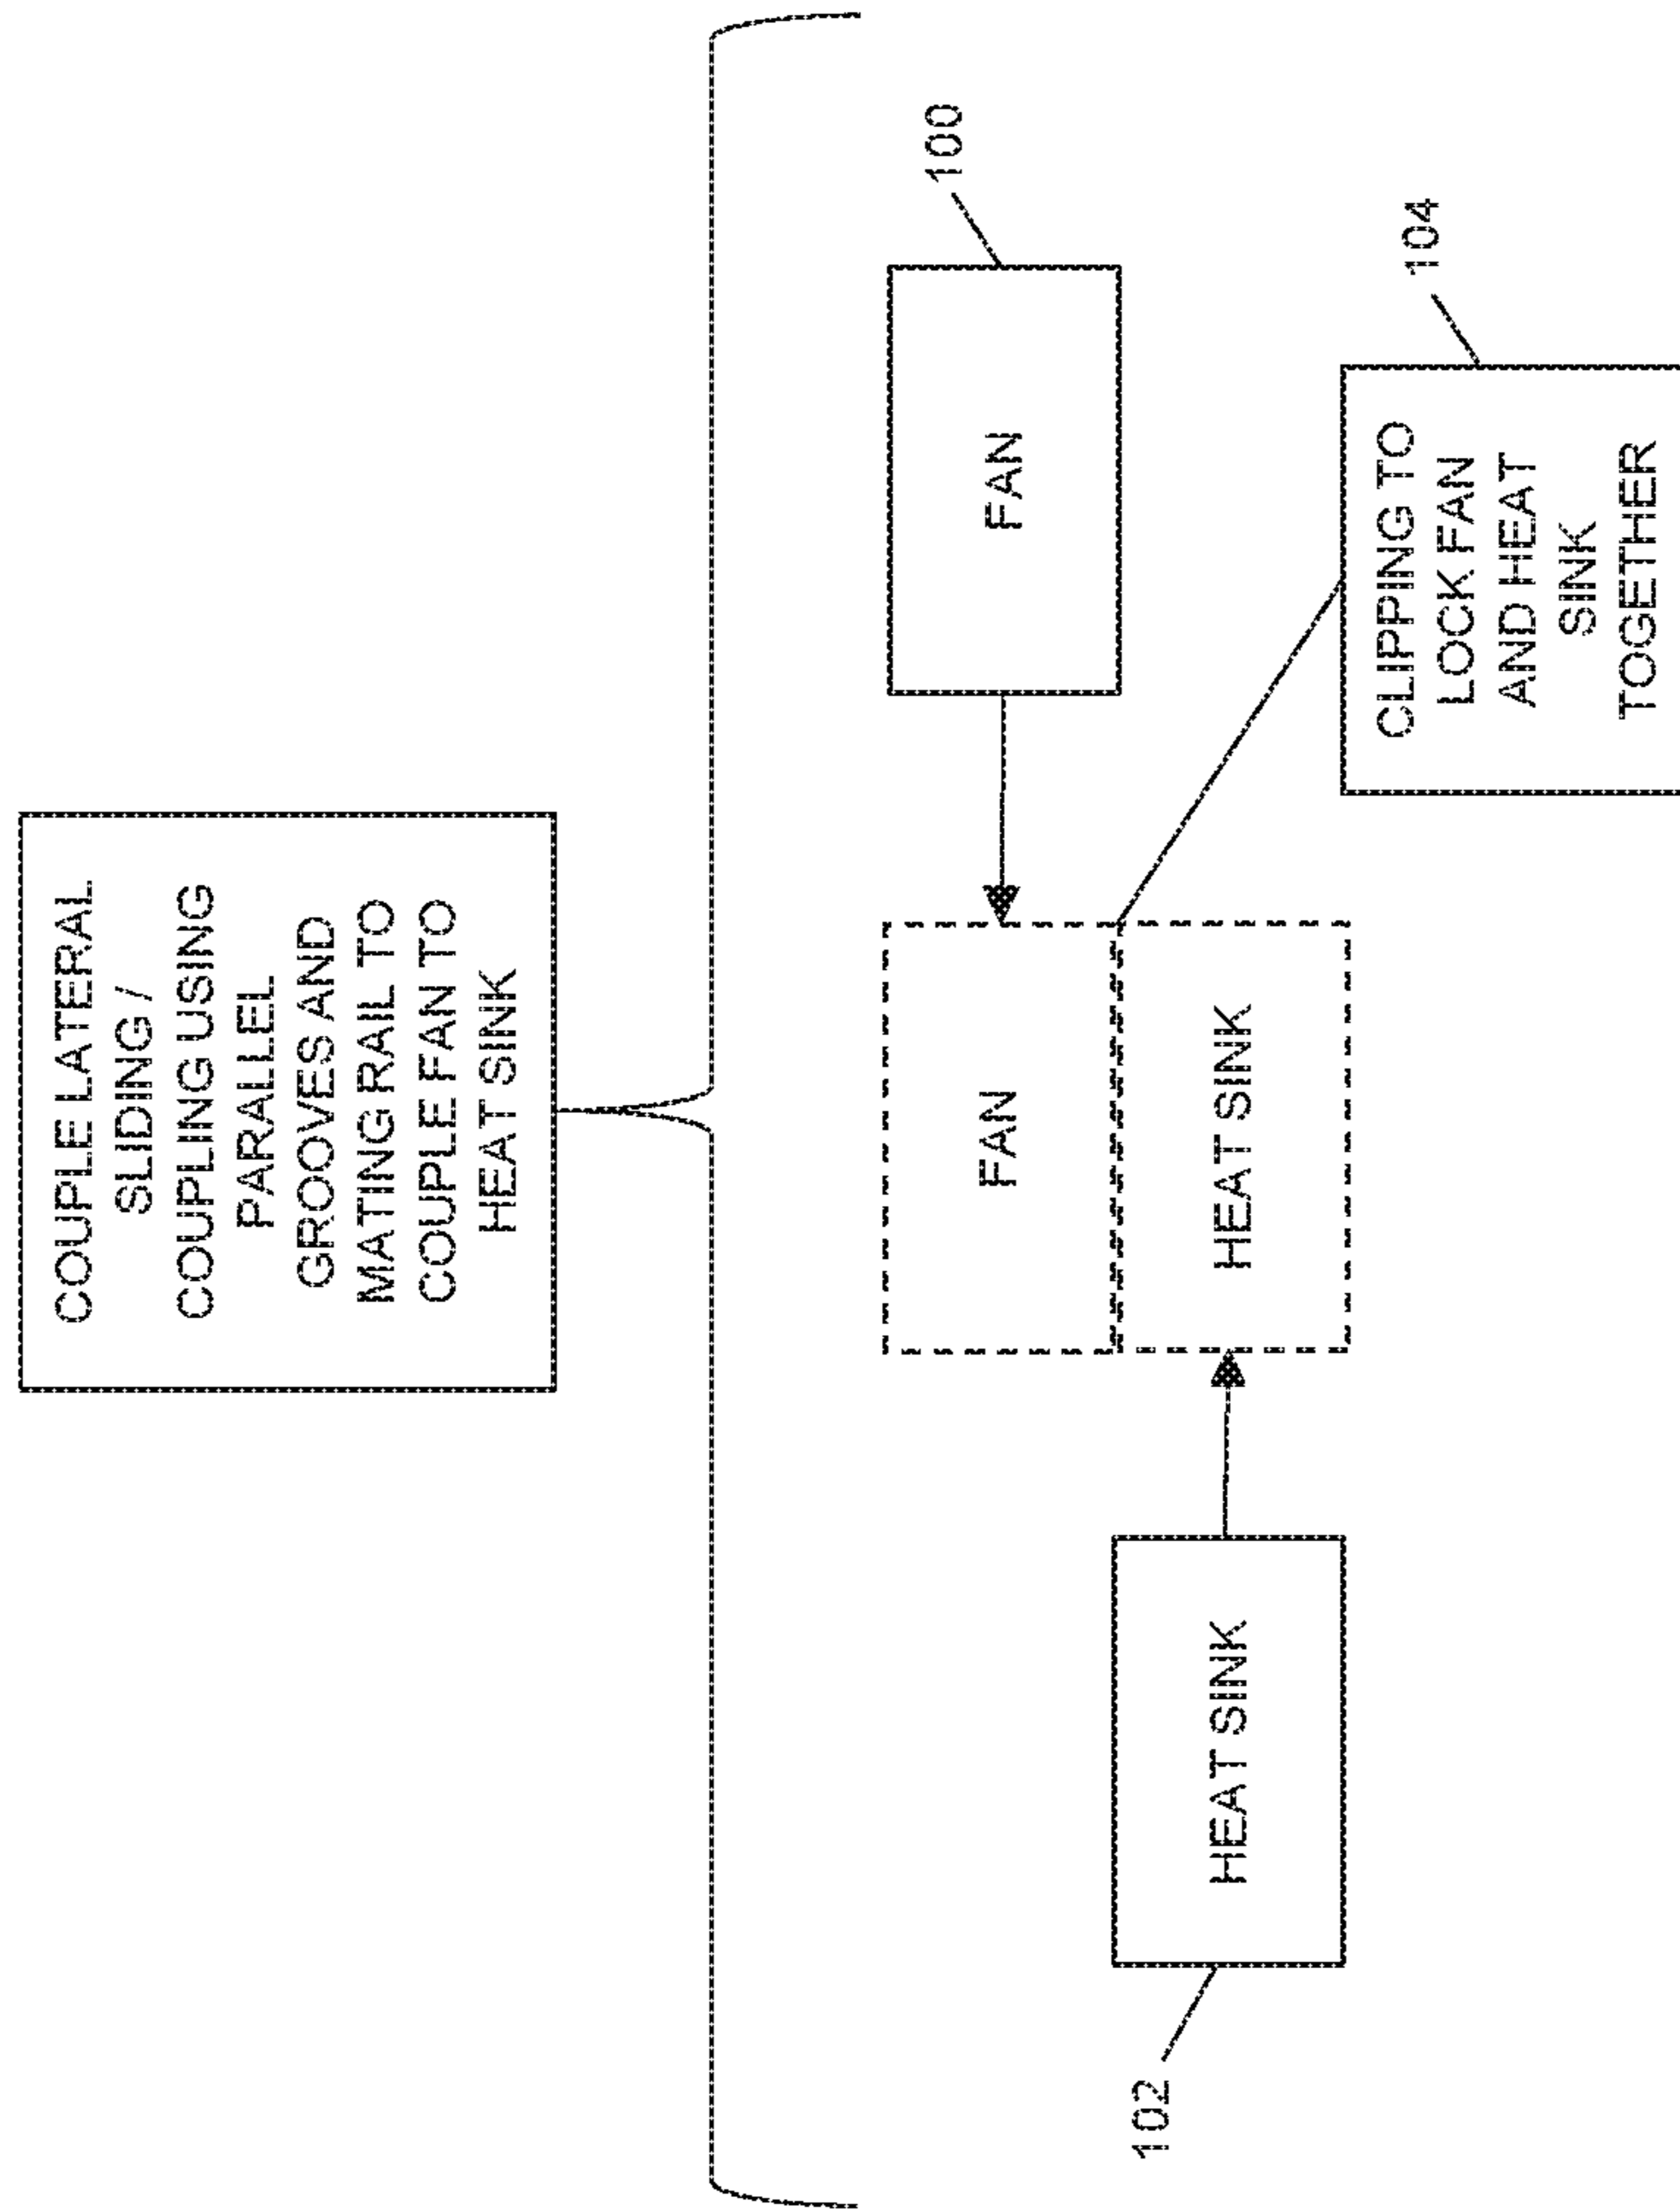 COUPLE LATERAL
SLIDING /
COUPLING USING
PARALLEL
GROOVES AND
MATING RAIL TO
COUPLE FAN TO
HEAT SINK
100
FAN
FAN
HEAT SINK
HEAT SINK
102
104
CLIPPING TO
LOCK FAN
AND HEAT
SINK
TOGETHER